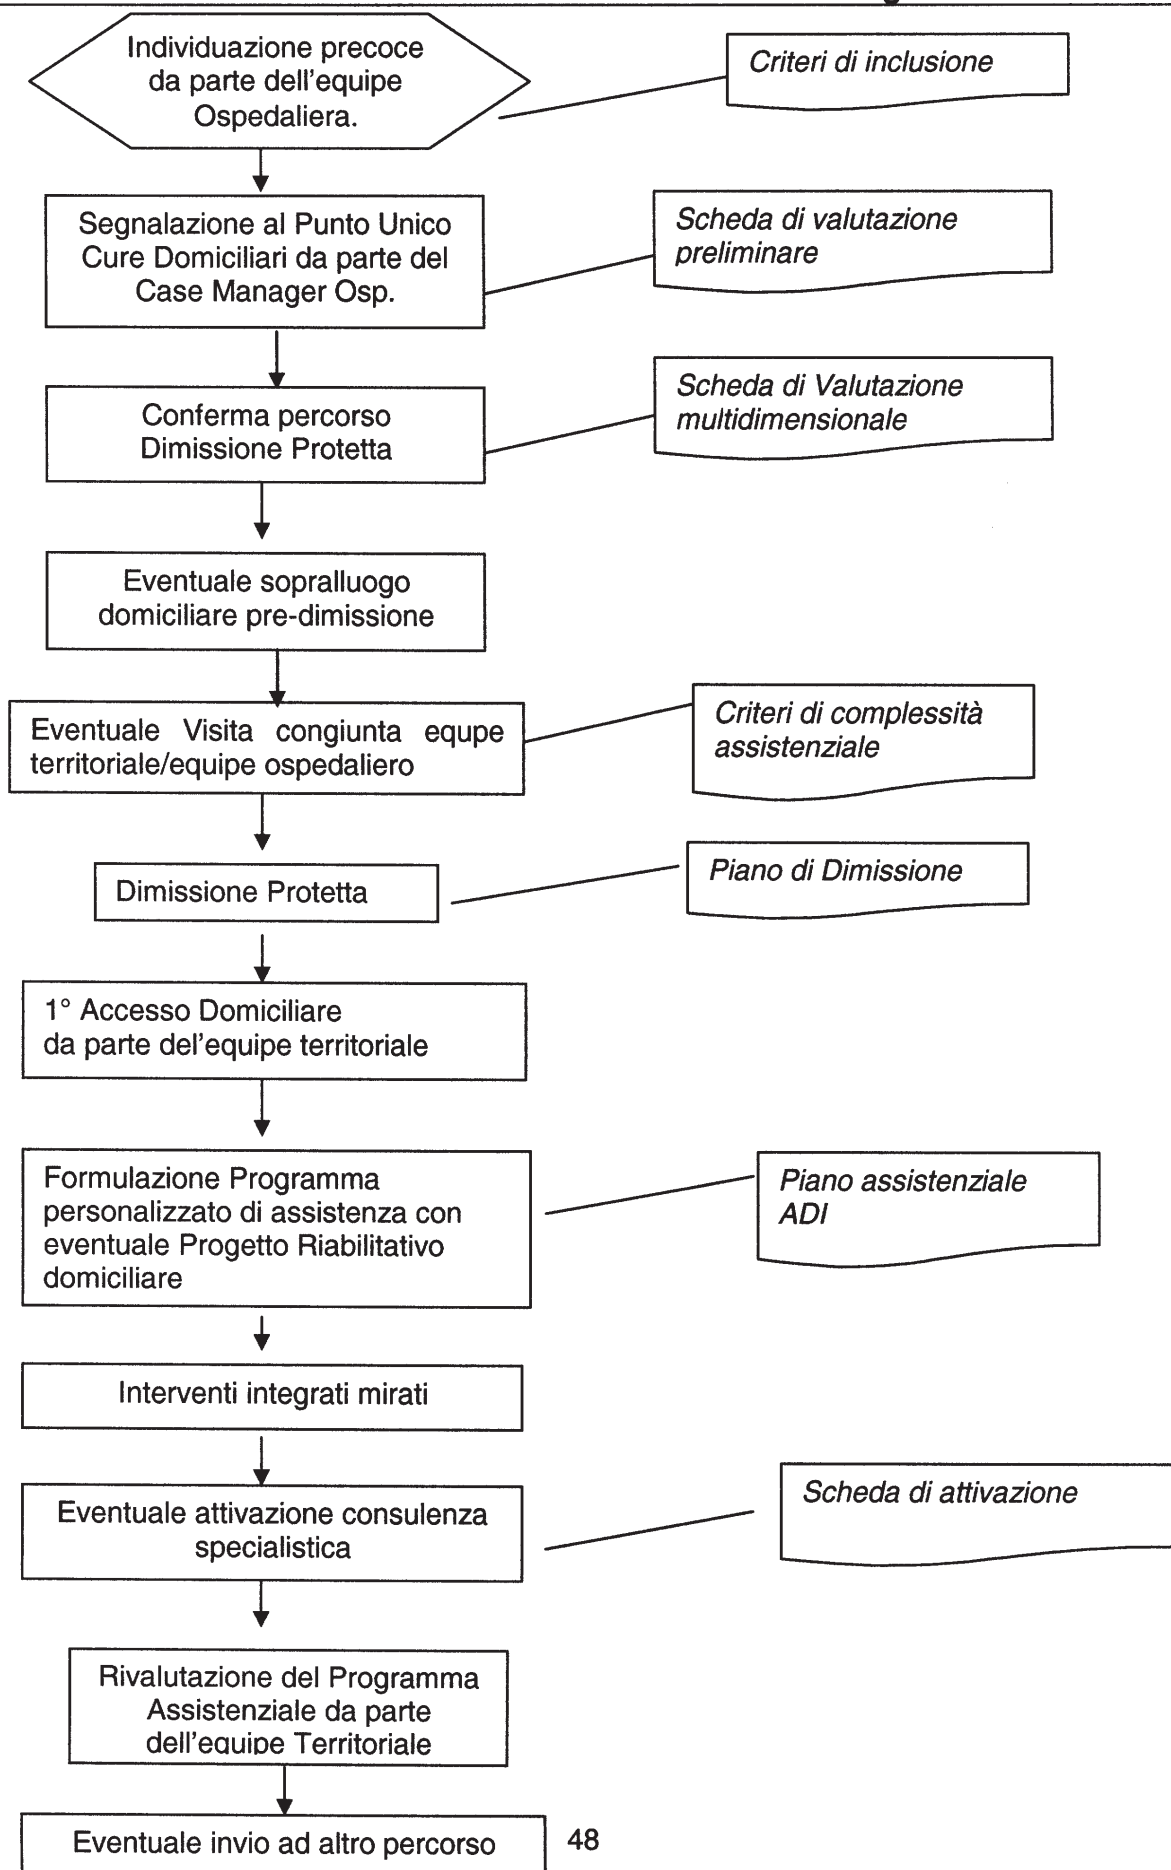 Individuazione precoce
da parte dell'equipe
Ospedaliera.
Criteri di inclusione
Segnalazione al Punto Unico
Cure Domiciliari da parte del
Case Manager Osp.
Scheda di valutazione
preliminare
Conferma percorso
Dimissione Protetta
Scheda di Valutazione
multidimensionale
Eventuale sopralluogo
domiciliare pre-dimissione
Eventuale Visita congiunta equpe
territoriale/equipe ospedaliero
Criteri di complessità
assistenziale
Dimissione Protetta
Piano di Dimissione
1° Accesso Domiciliare
da parte del'equipe territoriale
Formulazione Programma
personalizzato di assistenza con
eventuale Progetto Riabilitativo
domiciliare
Piano assistenziale
ADI
Interventi integrati mirati
Eventuale attivazione consulenza
specialistica
Scheda di attivazione
Rivalutazione del Programma
Assistenziale da parte
dell'equipe Territoriale
Eventuale invio ad altro percorso
48